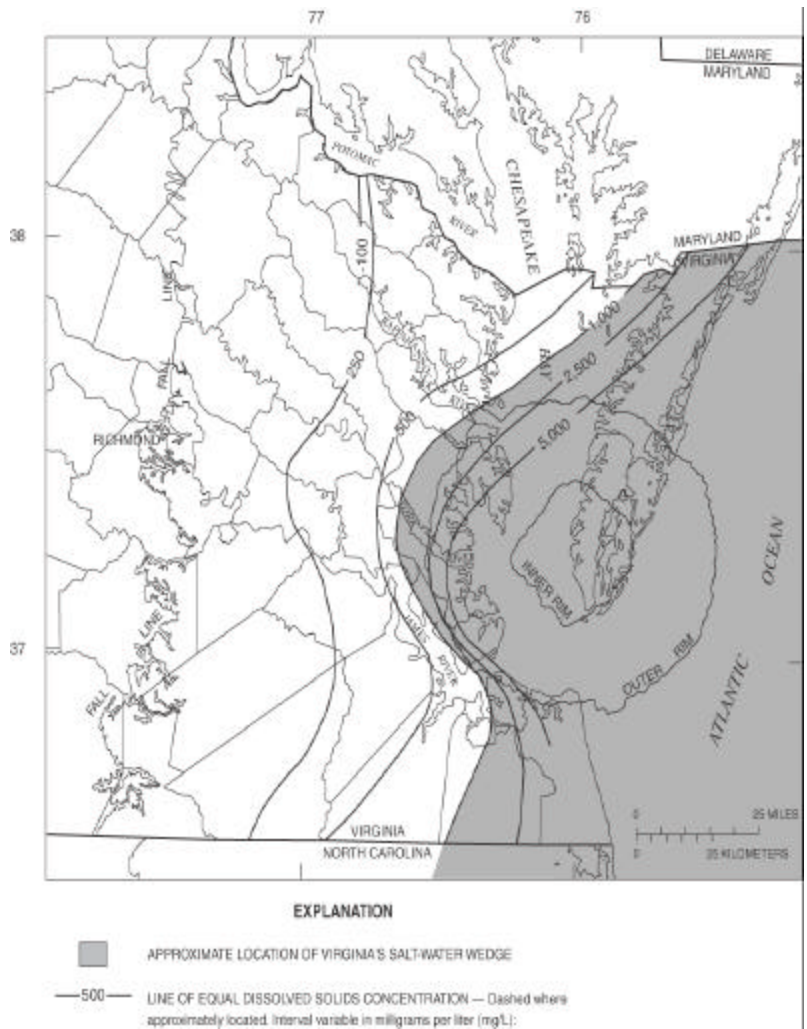 77 76
DELAWARE
MARYLAND
POTOMAC
RIVER
CHESAPEAKE
BAY
38
MARYLAND
VIRGINIA
100
1,000
FALL LINE
250
2,500
500
5,000
RICHMOND
INNER RIM
OCEAN
JAMES
RIVER
37
FALL LINE
OUTER RIM
ATLANTIC
0 25 MILES
0 25 KILOMETERS
VIRGINIA
NORTH CAROLINA
EXPLANATION
APPROXIMATE LOCATION OF VIRGINIA'S SALT-WATER WEDGE
500 LINE OF EQUAL DISSOLVED SOLIDS CONCENTRATION — Dashed where
approximately located. Interval variable in milligrams per liter (mg/L):